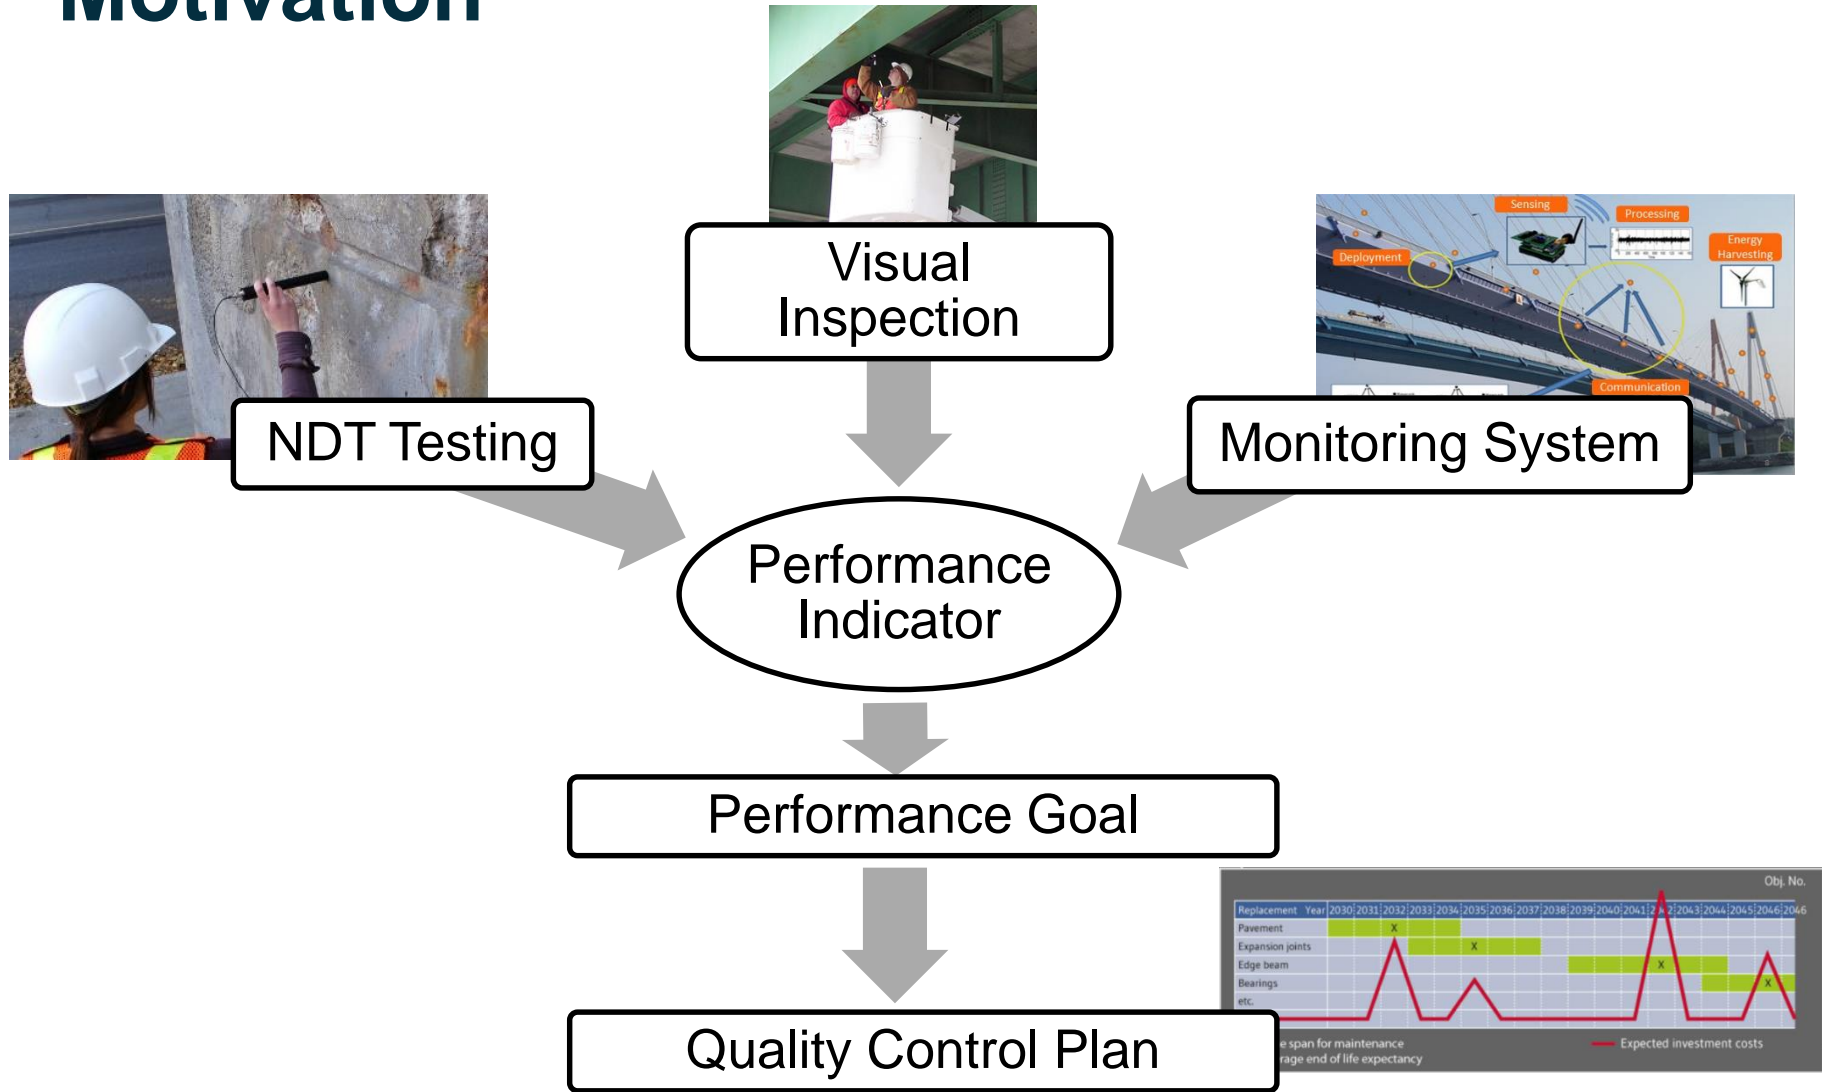 Motivation
Sensing
Processing
Deployment
Energy
Harvesting
Communication
Visual
Inspection
NDT Testing
Monitoring System
Performance
Indicator
Performance Goal
Obj. No.
Replacement Year 2030 2031 2032 2033 2034 2035 2036 2037 2038 2039 2040 2041 2 2 2043 2044 2045 2046 2046
Pavement X
Expansion joints X
Edge beam X
Bearings X
etc.
Quality Control Plan
e span for maintenance
Expected investment costs
rage end of life expectancy